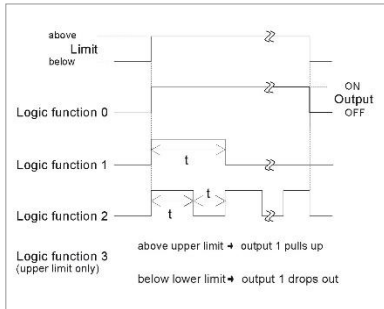 above
Limit
below
ON
Output
OFF
Logic function 0
Logic function 1
t
t
Logic function 2
t
Logic function 3
(upper limit only)
above upper limit → output 1 pulls up
below lower limit → output 1 drops out